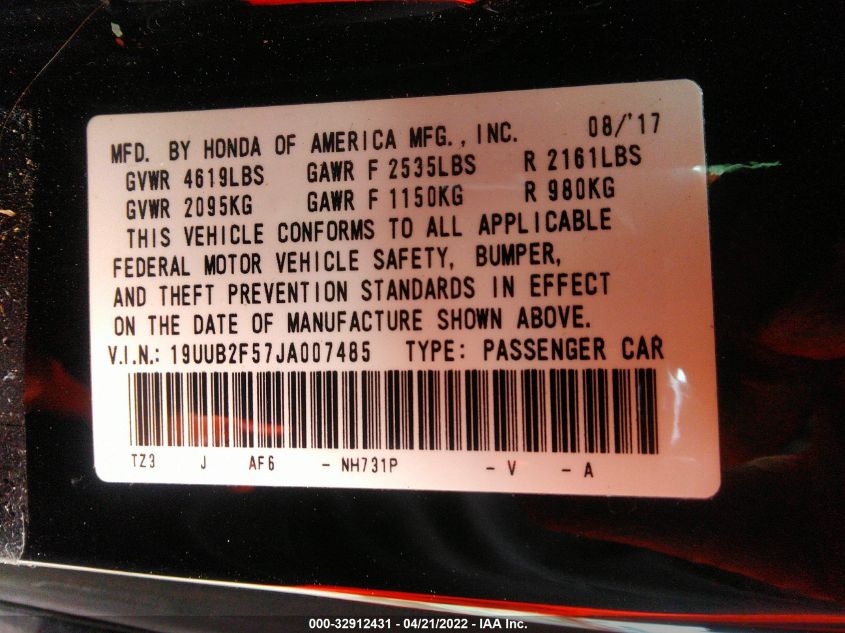 MFD. BY HONDA OF AMERICA MFG., INC. 08/'17
GVWR 4619LBS GAWR F 2535LBS R 2161LBS
GVWR 2095KG GAWR F 1150KG R 980KG
THIS VEHICLE CONFORMS TO ALL APPLICABLE
FEDERAL MOTOR VEHICLE SAFETY, BUMPER,
AND THEFT PREVENTION STANDARDS IN EFFECT
ON THE DATE OF MANUFACTURE SHOWN ABOVE.
V.I.N.: 19UUB2F57JA007485 TYPE: PASSENGER CAR
TZ3 J AF6 - NH731P - V - A
000-32912431 - 04/21/2022 - IAA Inc.